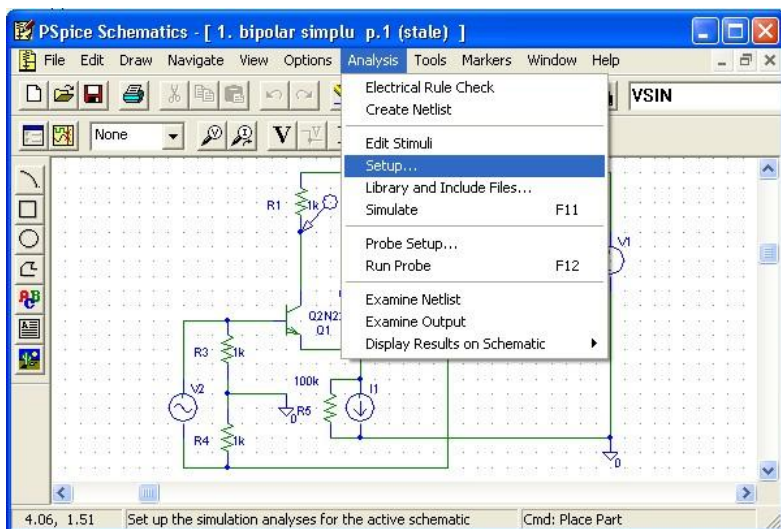 PSpice Schematics - [ 1. bipolar simplu p.1 (stale) ]
File Edit Draw Navigate View Options Analysis Tools Markers Window Help
VSIN
None
V
Electrical Rule Check
Create Netlist
Edit Stimuli
Setup...
Library and Include Files...
Simulate F11
Probe Setup...
Run Probe F12
Examine Netlist
Examine Output
Display Results on Schematic
R1 1k
V1
Q1
R3 1k
V2
100k
I1
R5
0
R4 1k
0
4.06, 1.51 Set up the simulation analyses for the active schematic Cmd: Place Part